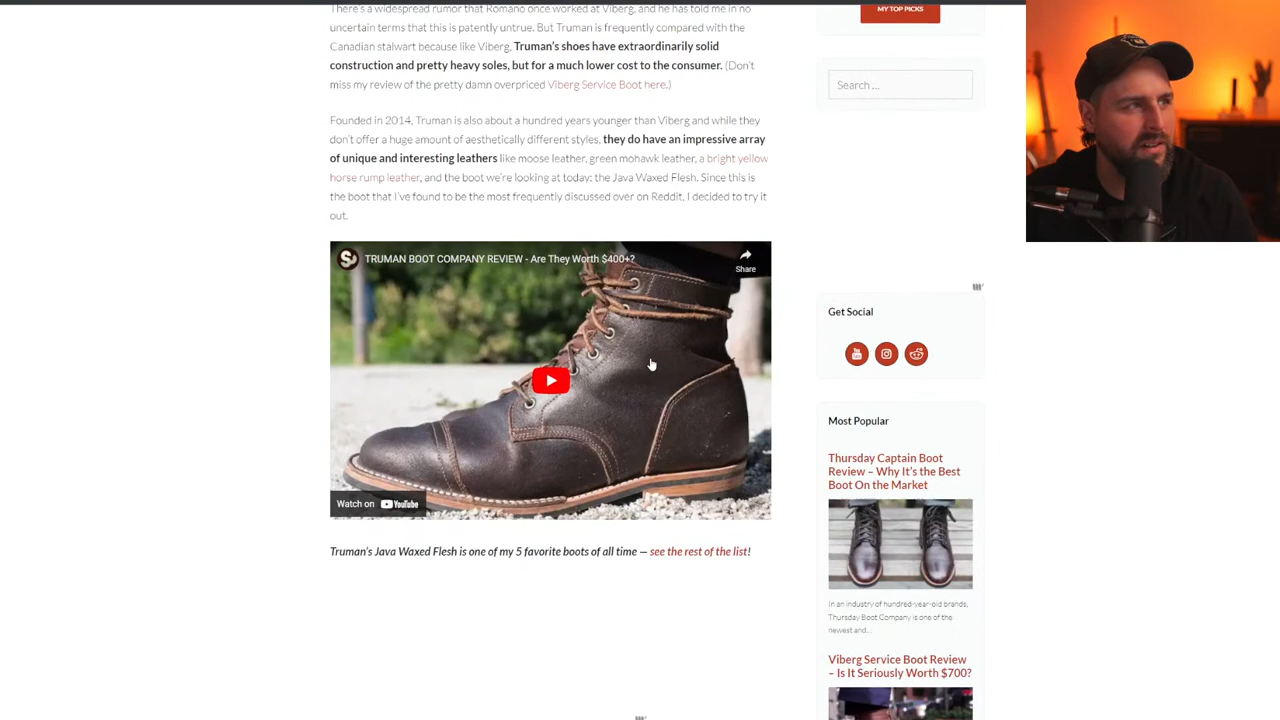 There's a widespread rumor that Romano once worked at Viberg, and he has told me in no
uncertain terms that this is patently untrue. But Truman is frequently compared with the
Canadian stalwart because like Viberg, Truman's shoes have extraordinarily solid
construction and pretty heavy soles, but for a much lower cost to the consumer. (Don't
miss my review of the pretty damn overpriced Viberg Service Boot here.)
Founded in 2014, Truman is also about a hundred years younger than Viberg and while they
don't offer a huge amount of aesthetically different styles, they do have an impressive array
of unique and interesting leathers like moose leather, green mohawk leather, a bright yellow
horse rump leather, and the boot we're looking at today: the Java Waxed Flesh. Since this is
the boot that I've found to be the most frequently discussed over on Reddit, I decided to try it
out.
TRUMAN BOOT COMPANY REVIEW - Are They Worth $400+?
Share
Watch on YouTube
Truman's Java Waxed Flesh is one of my 5 favorite boots of all time — see the rest of the list!
MY TOP PICKS
Search …
Get Social
You Tube
Most Popular
Thursday Captain Boot
Review – Why It's the Best
Boot On the Market
In an industry of hundred-year-old brands,
Thursday Boot Company is one of the
newest and...
Viberg Service Boot Review
– Is It Seriously Worth $700?